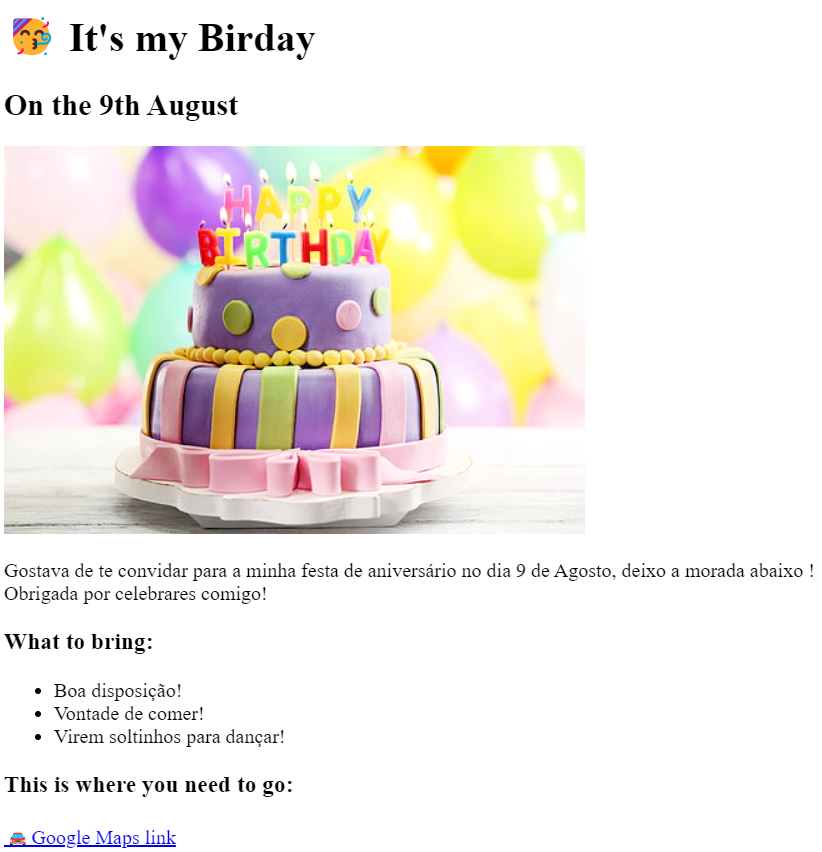 🥳 It's my Birday
On the 9th August
HAPPY
BIRTHDAY
Gostava de te convidar para a minha festa de aniversário no dia 9 de Agosto, deixo a morada abaixo !
Obrigada por celebrares comigo!
What to bring:
• Boa disposição!
• Vontade de comer!
• Virem soltinhos para dançar!
This is where you need to go:
🚘 Google Maps link